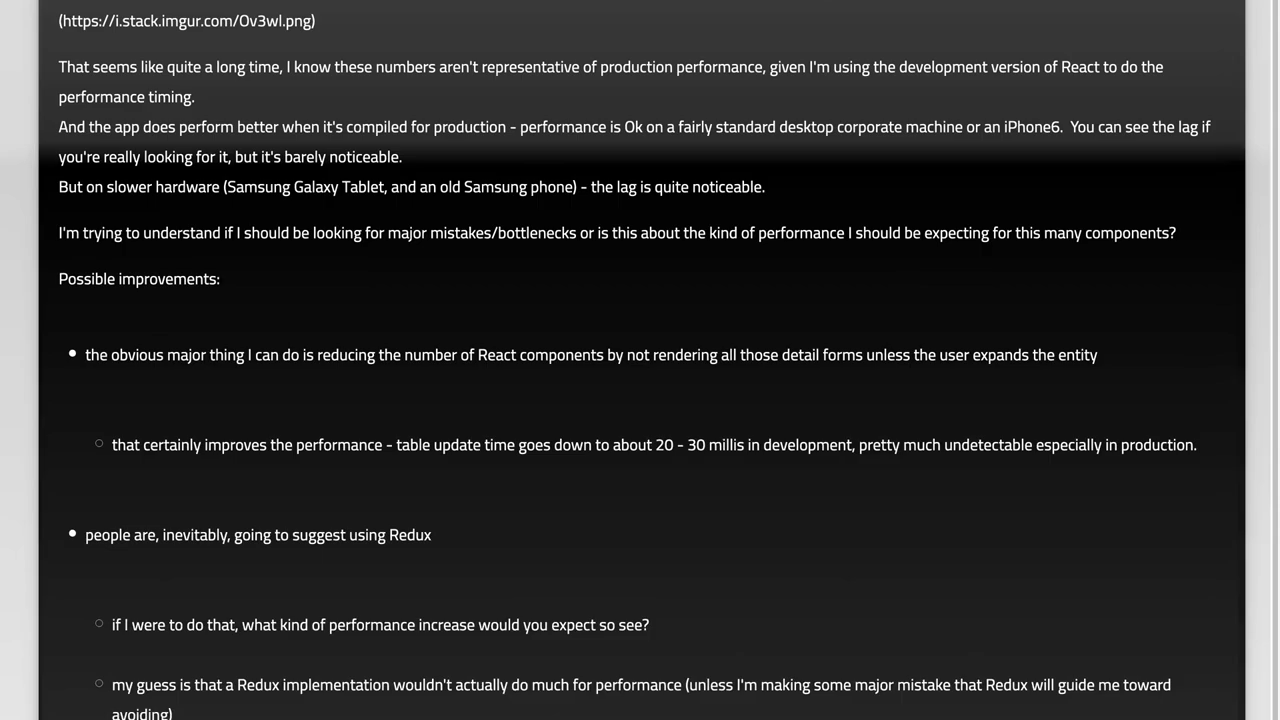 (https://i.stack.imgur.com/Ov3wl.png)
That seems like quite a long time, I know these numbers aren't representative of production performance, given I'm using the development version of React to do the
performance timing.
And the app does perform better when it's compiled for production - performance is Ok on a fairly standard desktop corporate machine or an iPhone6.  You can see the lag if
you're really looking for it, but it's barely noticeable.
But on slower hardware (Samsung Galaxy Tablet, and an old Samsung phone) - the lag is quite noticeable.
I'm trying to understand if I should be looking for major mistakes/bottlenecks or is this about the kind of performance I should be expecting for this many components?
Possible improvements:
the obvious major thing I can do is reducing the number of React components by not rendering all those detail forms unless the user expands the entity
that certainly improves the performance - table update time goes down to about 20 - 30 millis in development, pretty much undetectable especially in production.
people are, inevitably, going to suggest using Redux
if I were to do that, what kind of performance increase would you expect so see?
my guess is that a Redux implementation wouldn't actually do much for performance (unless I'm making some major mistake that Redux will guide me toward
avoiding)